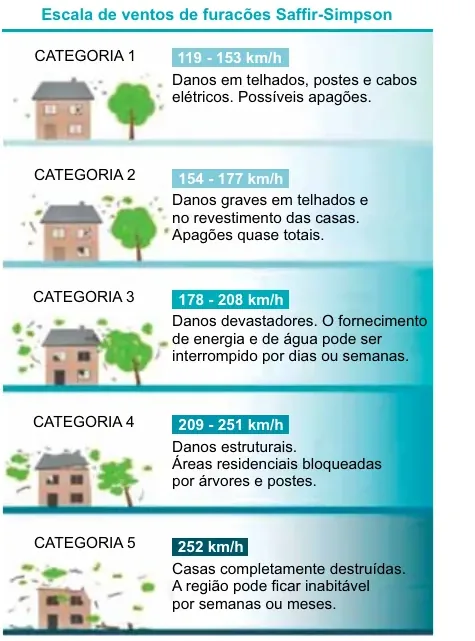 Escala de ventos de furacões Saffir-Simpson
CATEGORIA 1
119 - 153 km/h
Danos em telhados, postes e cabos
elétricos. Possíveis apagões.
CATEGORIA 2
154 - 177 km/h
Danos graves em telhados e
no revestimento das casas.
Apagões quase totais.
CATEGORIA 3
178 - 208 km/h
Danos devastadores. O fornecimento
de energia e de água pode ser
interrompido por dias ou semanas.
CATEGORIA 4
209 - 251 km/h
Danos estruturais.
Áreas residenciais bloqueadas
por árvores e postes.
CATEGORIA 5
252 km/h
Casas completamente destruídas.
A região pode ficar inabitável
por semanas ou meses.